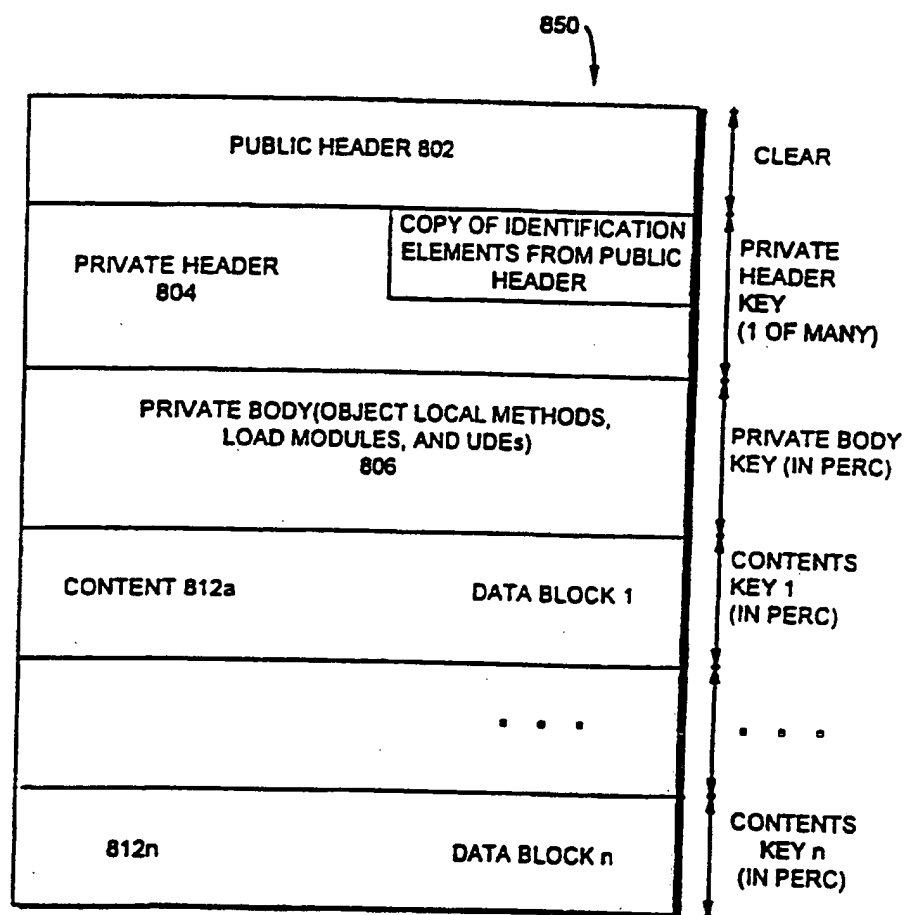 850
PUBLIC HEADER 802
CLEAR
COPY OF IDENTIFICATION
ELEMENTS FROM PUBLIC
HEADER
PRIVATE HEADER
804
PRIVATE
HEADER
KEY
(1 OF MANY)
PRIVATE BODY(OBJECT LOCAL METHODS,
LOAD MODULES, AND UDEs)
806
PRIVATE BODY
KEY (IN PERC)
CONTENT 812a
DATA BLOCK 1
CONTENTS
KEY 1
(IN PERC)
. . .
. . .
812n
DATA BLOCK n
CONTENTS
KEY n
(IN PERC)